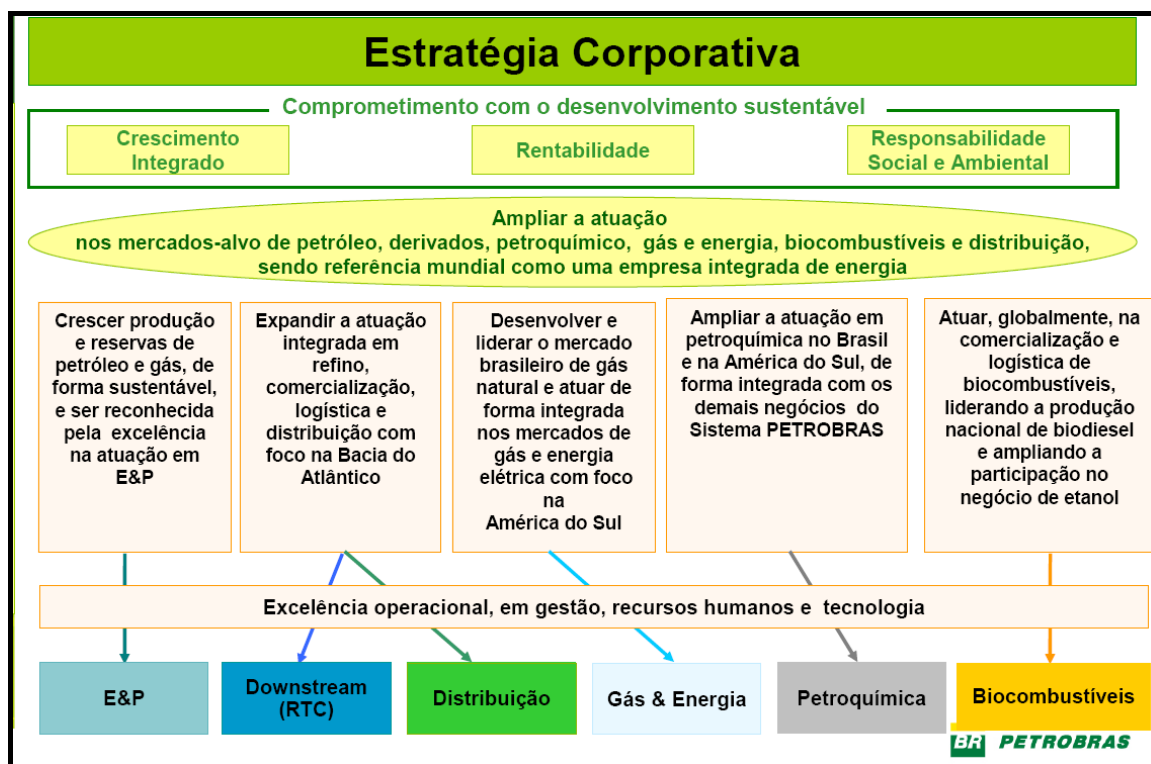 Estratégia Corporativa
Comprometimento com o desenvolvimento sustentável
Crescimento
Integrado
Rentabilidade
Responsabilidade
Social e Ambiental
Ampliar a atuação
nos mercados-alvo de petróleo, derivados, petroquímico, gás e energia, biocombustíveis e distribuição,
sendo referência mundial como uma empresa integrada de energia
Crescer produção
e reservas de
petróleo e gás, de
forma sustentável,
e ser reconhecida
pela excelência
na atuação em
E&P
Expandir a atuação
integrada em
refino,
comercialização,
logística e
distribuição com
foco na Bacia do
Atlântico
Desenvolver e
liderar o mercado
brasileiro de gás
natural e atuar de
forma integrada
nos mercados de
gás e energia
elétrica com foco
na
América do Sul
Ampliar a atuação em
petroquímica no Brasil
e na América do Sul, de
forma integrada com os
demais negócios do
Sistema PETROBRAS
Atuar, globalmente, na
comercialização e
logística de
biocombustíveis,
liderando a produção
nacional de biodiesel
e ampliando a
participação no
negócio de etanol
Excelência operacional, em gestão, recursos humanos e tecnologia
E&P
Downstream
(RTC)
Distribuição
Gás & Energia
Petroquímica
Biocombustíveis
BR PETROBRAS